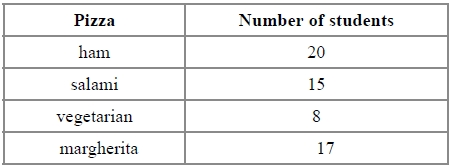 Pizza Number of students
ham 20
salami 15
vegetarian 8
margherita 17